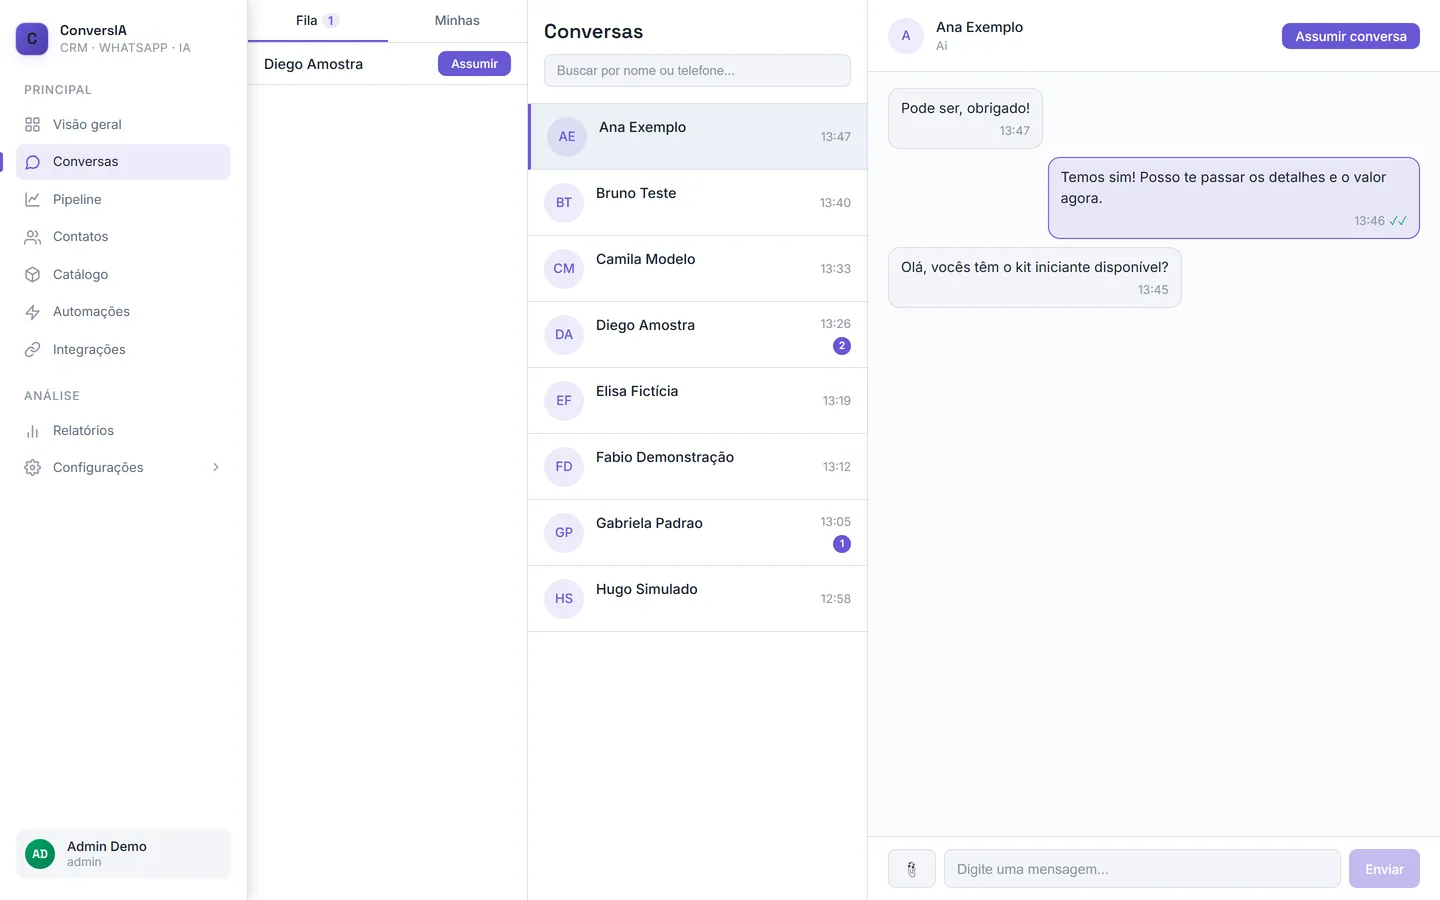 C
ConversIA
CRM · WHATSAPP · IA
PRINCIPAL
Visão geral
Conversas
Pipeline
Contatos
Catálogo
Automações
Integrações
ANÁLISE
Relatórios
Configurações
AD
Admin Demo
admin
Fila 1
Minhas
Diego Amostra
Assumir
Conversas
Buscar por nome ou telefone...
AE
Ana Exemplo
13:47
BT
Bruno Teste
13:40
CM
Camila Modelo
13:33
DA
Diego Amostra
13:26
2
EF
Elisa Fictícia
13:19
FD
Fabio Demonstração
13:12
GP
Gabriela Padrao
13:05
1
HS
Hugo Simulado
12:58
A
Ana Exemplo
Ai
Assumir conversa
Pode ser, obrigado!
13:47
Temos sim! Posso te passar os detalhes e o valor
agora.
13:46 ✓✓
Olá, vocês têm o kit iniciante disponível?
13:45
Digite uma mensagem...
Enviar